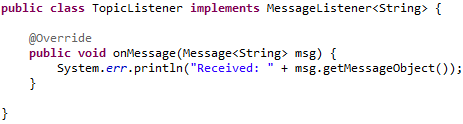 public class TopicListener implements MessageListener<String> {
@Override
public void onMessage(Message<String> msg) {
System.err.println("Received: " + msg.getMessageObject());
}
}